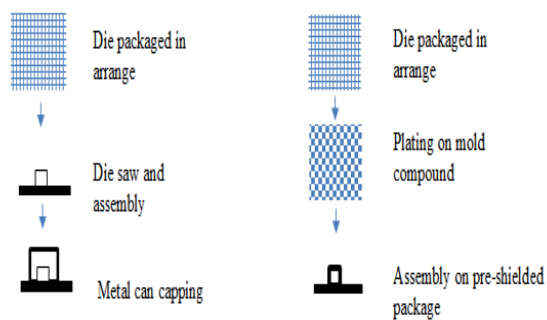 Die packaged in
arrange
Die saw and
assembly
Metal can capping
Die packaged in
arrange
Plating on mold
compound
Assembly on pre-shielded
package